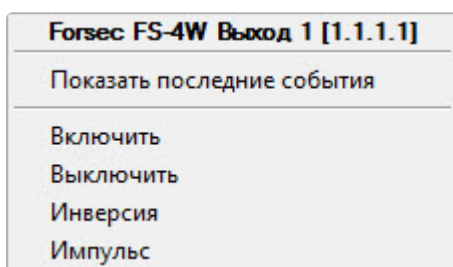 Forsec FS-4W Выход 1 [1.1.1.1]
Показать последние события
Включить
Выключить
Инверсия
Импульс